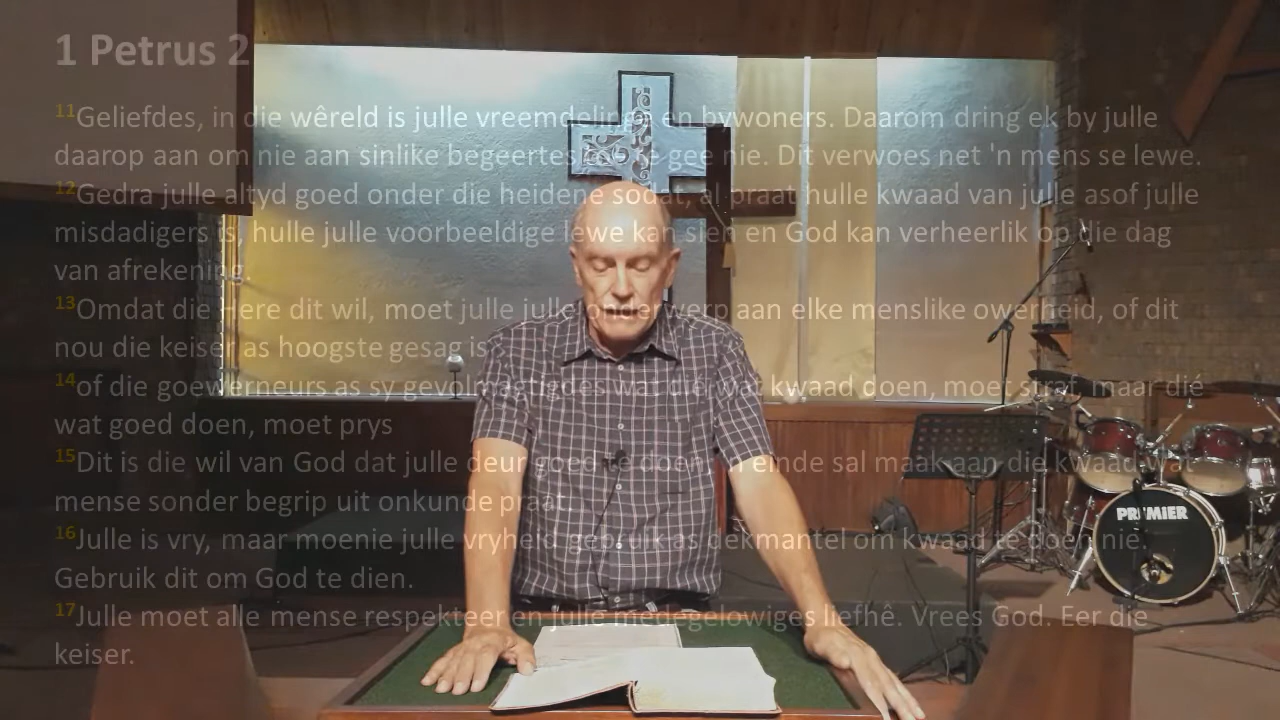 1 Petrus 2
11Geliefdes, in die wêreld is julle vreemdelinge en bywoners. Daarom dring ek by julle
daarop aan om nie aan sinlike begeertes toe te gee nie. Dit verwoes net 'n mens se lewe.
12Gedra julle altyd goed onder die heidene, sodat hulle kwaad van julle asof julle
misdadigers is, hulle julle voorbeeldige lewe kan sien en God kan verheerlik op die dag
van afrekening.
13Omdat die Here dit wil, moet julle onderwerp aan elke menslike owerheid, of dit
nou die keiser as hoogste gesag is
14of die goewerneurs as sy gevolmagtigdes wat die wat kwaad doen, moet straf maar dié
wat goed doen, moet prys
15Dit is die wil van God dat julle deur goed te doen, sal maak dat die
mense sonder begrip uit onkunde praat.
16Julle is vry, maar moenie julle vryheid gebruik as dekmantel om kwaad te doen nie.
Gebruik dit om God te dien.
17Julle moet alle mense respekteer, julle medegelowiges liefhê. Vrees God. Eer die
keiser.
PREMIER